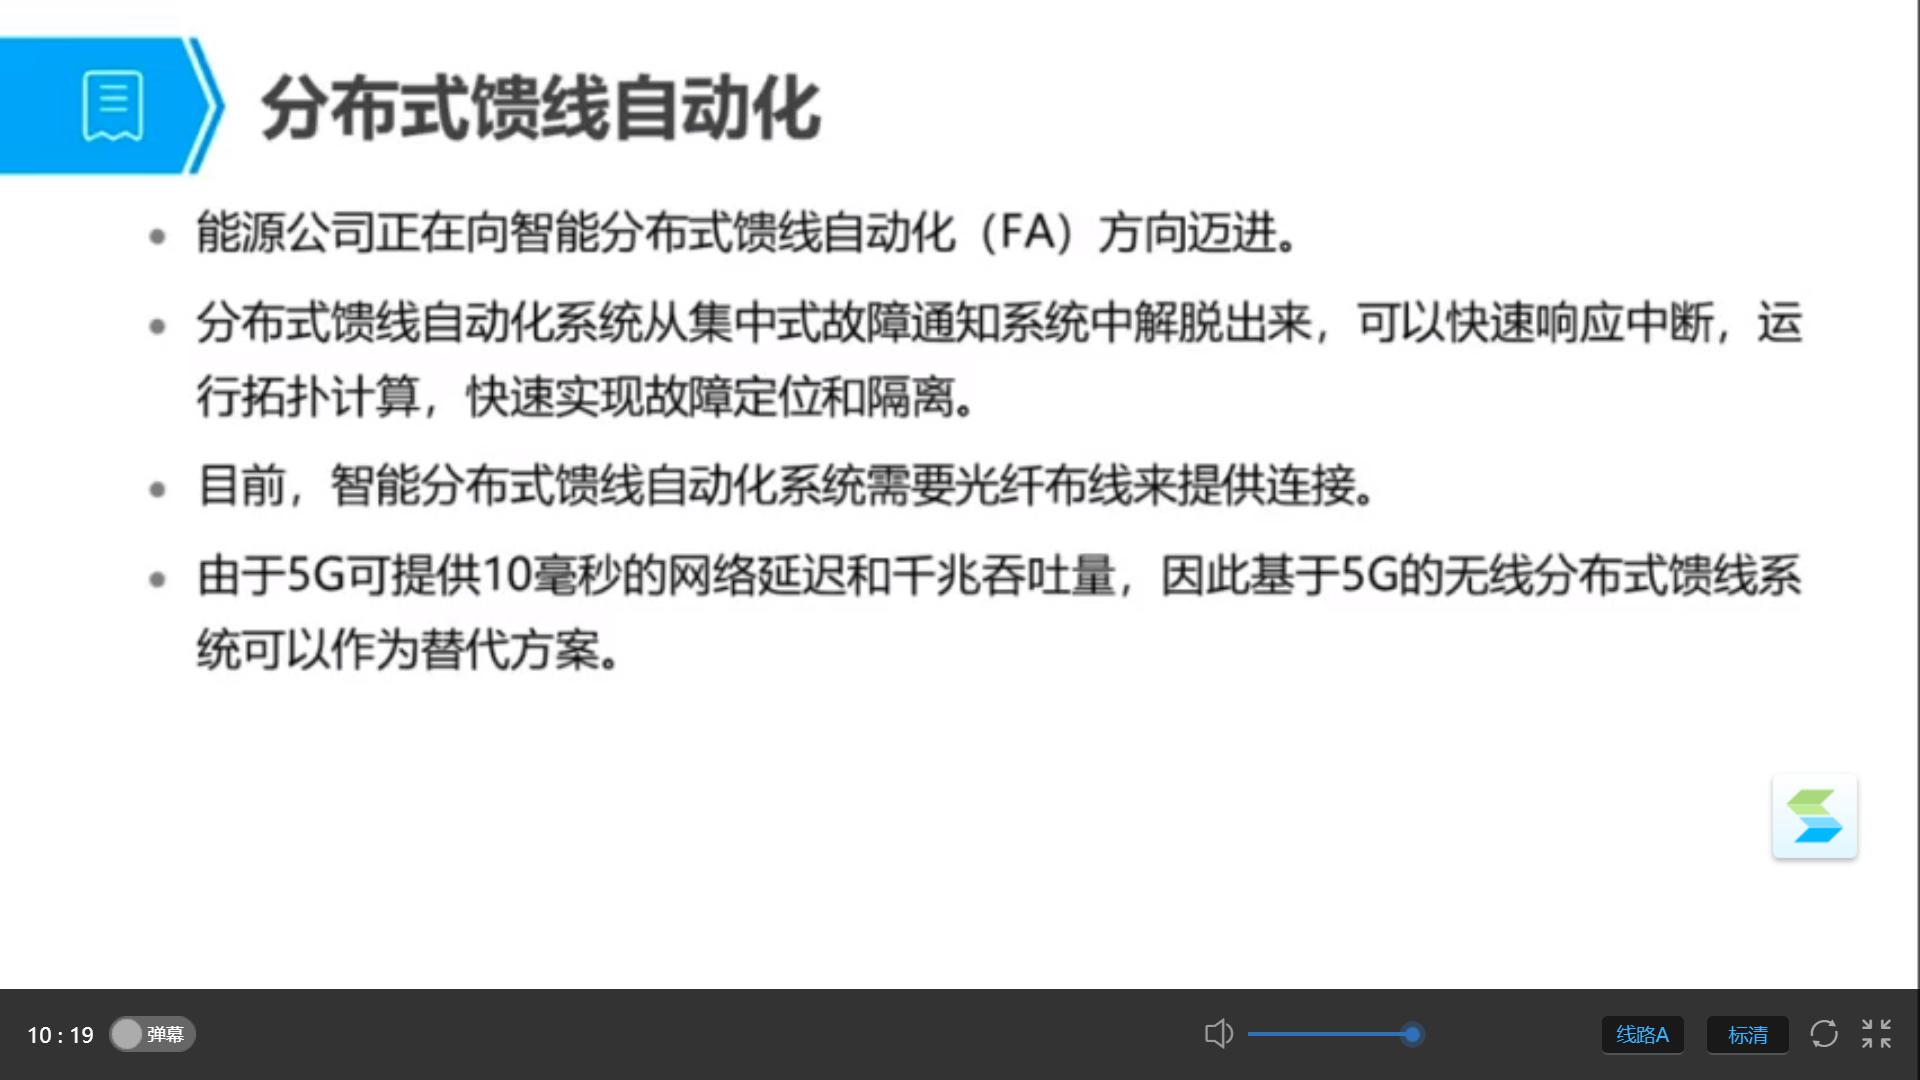 分布式馈线自动化
能源公司正在向智能分布式馈线自动化（FA）方向迈进。
分布式馈线自动化系统从集中式故障通知系统中解脱出来，可以快速响应中断，运
行拓扑计算，快速实现故障定位和隔离。
目前，智能分布式馈线自动化系统需要光纤布线来提供连接。
由于5G可提供10毫秒的网络延迟和千兆吞吐量，因此基于5G的无线分布式馈线系
统可以作为替代方案。
10 : 19 弹幕 线路A 标清